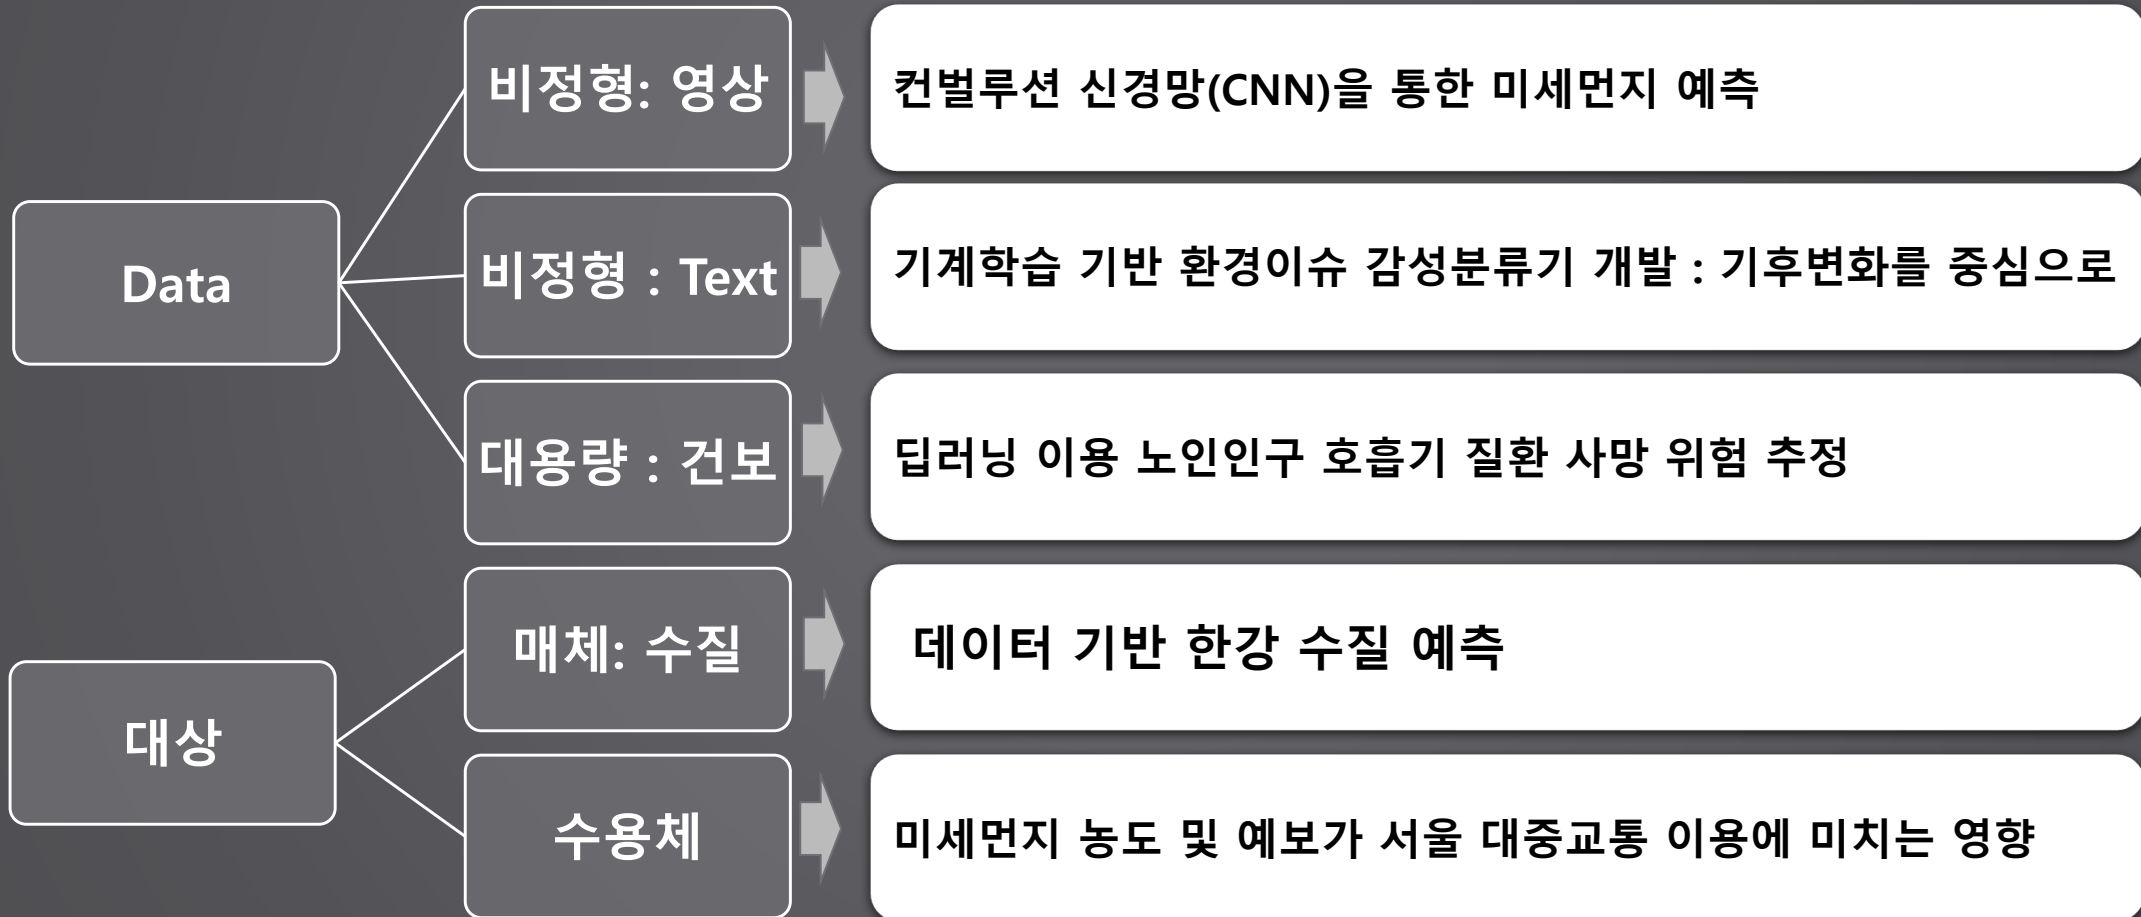 Data
비정형: 영상
컨벌루션 신경망(CNN)을 통한 미세먼지 예측
비정형 : Text
기계학습 기반 환경이슈 감성분류기 개발 : 기후변화를 중심으로
대용량 : 건보
딥러닝 이용 노인인구 호흡기 질환 사망 위험 추정
대상
매체: 수질
데이터 기반 한강 수질 예측
수용체
미세먼지 농도 및 예보가 서울 대중교통 이용에 미치는 영향